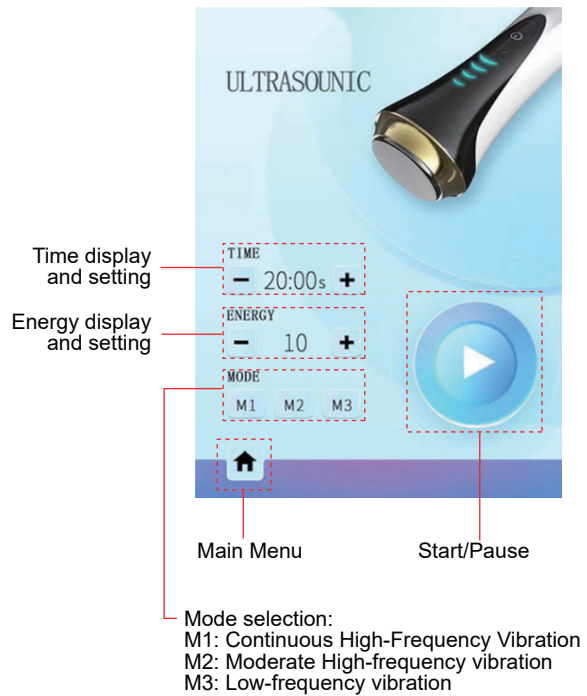 ULTRASOUNIC
Time display
and setting
TIME
− 20:00s +
Energy display
and setting
ENERGY
− 10 +
MODE
M1 M2 M3
Main Menu
Start/Pause
Mode selection:
M1: Continuous High-Frequency Vibration
M2: Moderate High-frequency vibration
M3: Low-frequency vibration